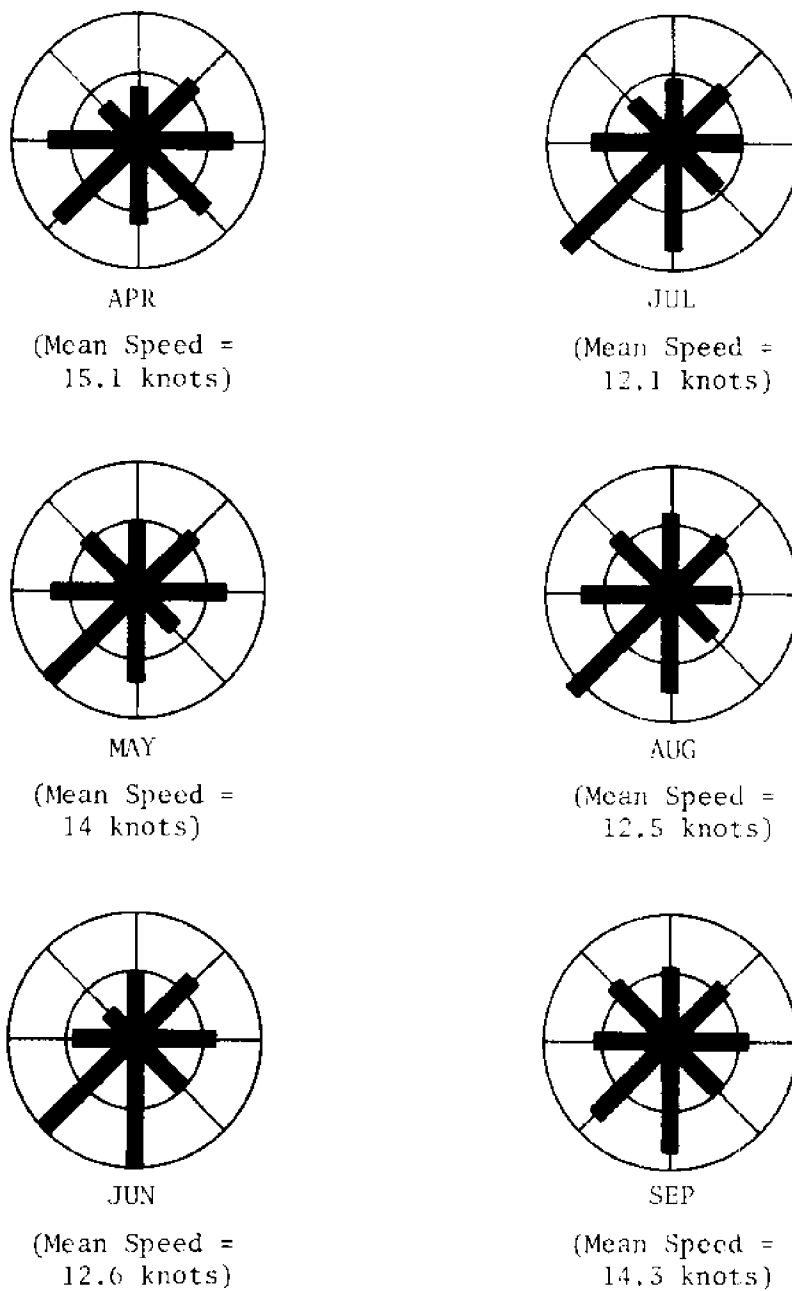 APR
(Mean Speed =
15.1 knots)
JUL
(Mean Speed =
12.1 knots)
MAY
(Mean Speed =
14 knots)
AUG
(Mean Speed =
12.5 knots)
JUN
(Mean Speed =
12.6 knots)
SEP
(Mean Speed =
14.3 knots)